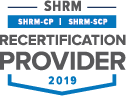 SHRM
SHRM-CP | SHRM-SCP
RECERTIFICATION
PROVIDER
2019